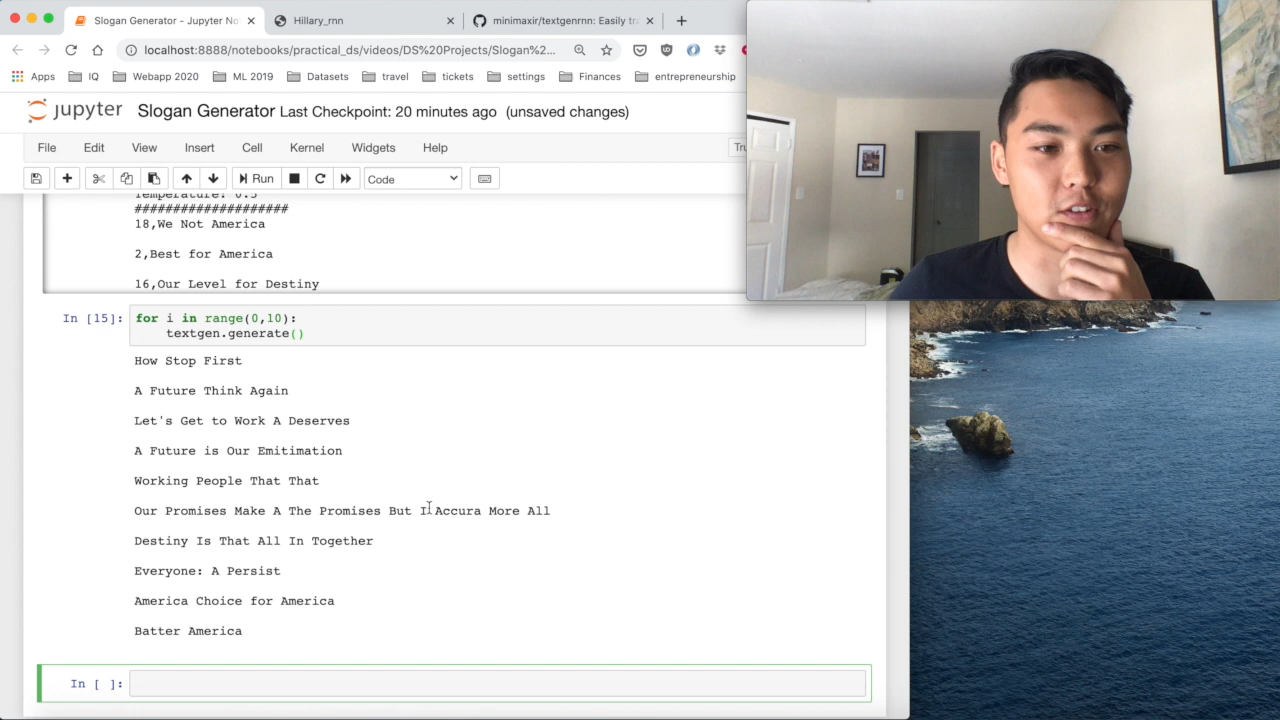 Slogan Generator - Jupyter No
Hillary_rnn
minimaxir/textgenrnn: Easily tra
localhost:8888/notebooks/practical_ds/videos/DS%20Projects/Slogan%2...
Apps IQ Webapp 2020 ML 2019 Datasets travel tickets settings Finances entrepreneurship
jupyter Slogan Generator Last Checkpoint: 20 minutes ago (unsaved changes)
File Edit View Insert Cell Kernel Widgets Help Tru
Run Code
Temperature: 0.5
####################
18,We Not America
2,Best for America
16,Our Level for Destiny
In [15]: for i in range(0,10):
textgen.generate()
How Stop First
A Future Think Again
Let's Get to Work A Deserves
A Future is Our Emitimation
Working People That That
Our Promises Make A The Promises But I Accura More All
Destiny Is That All In Together
Everyone: A Persist
America Choice for America
Batter America
In [ ]: